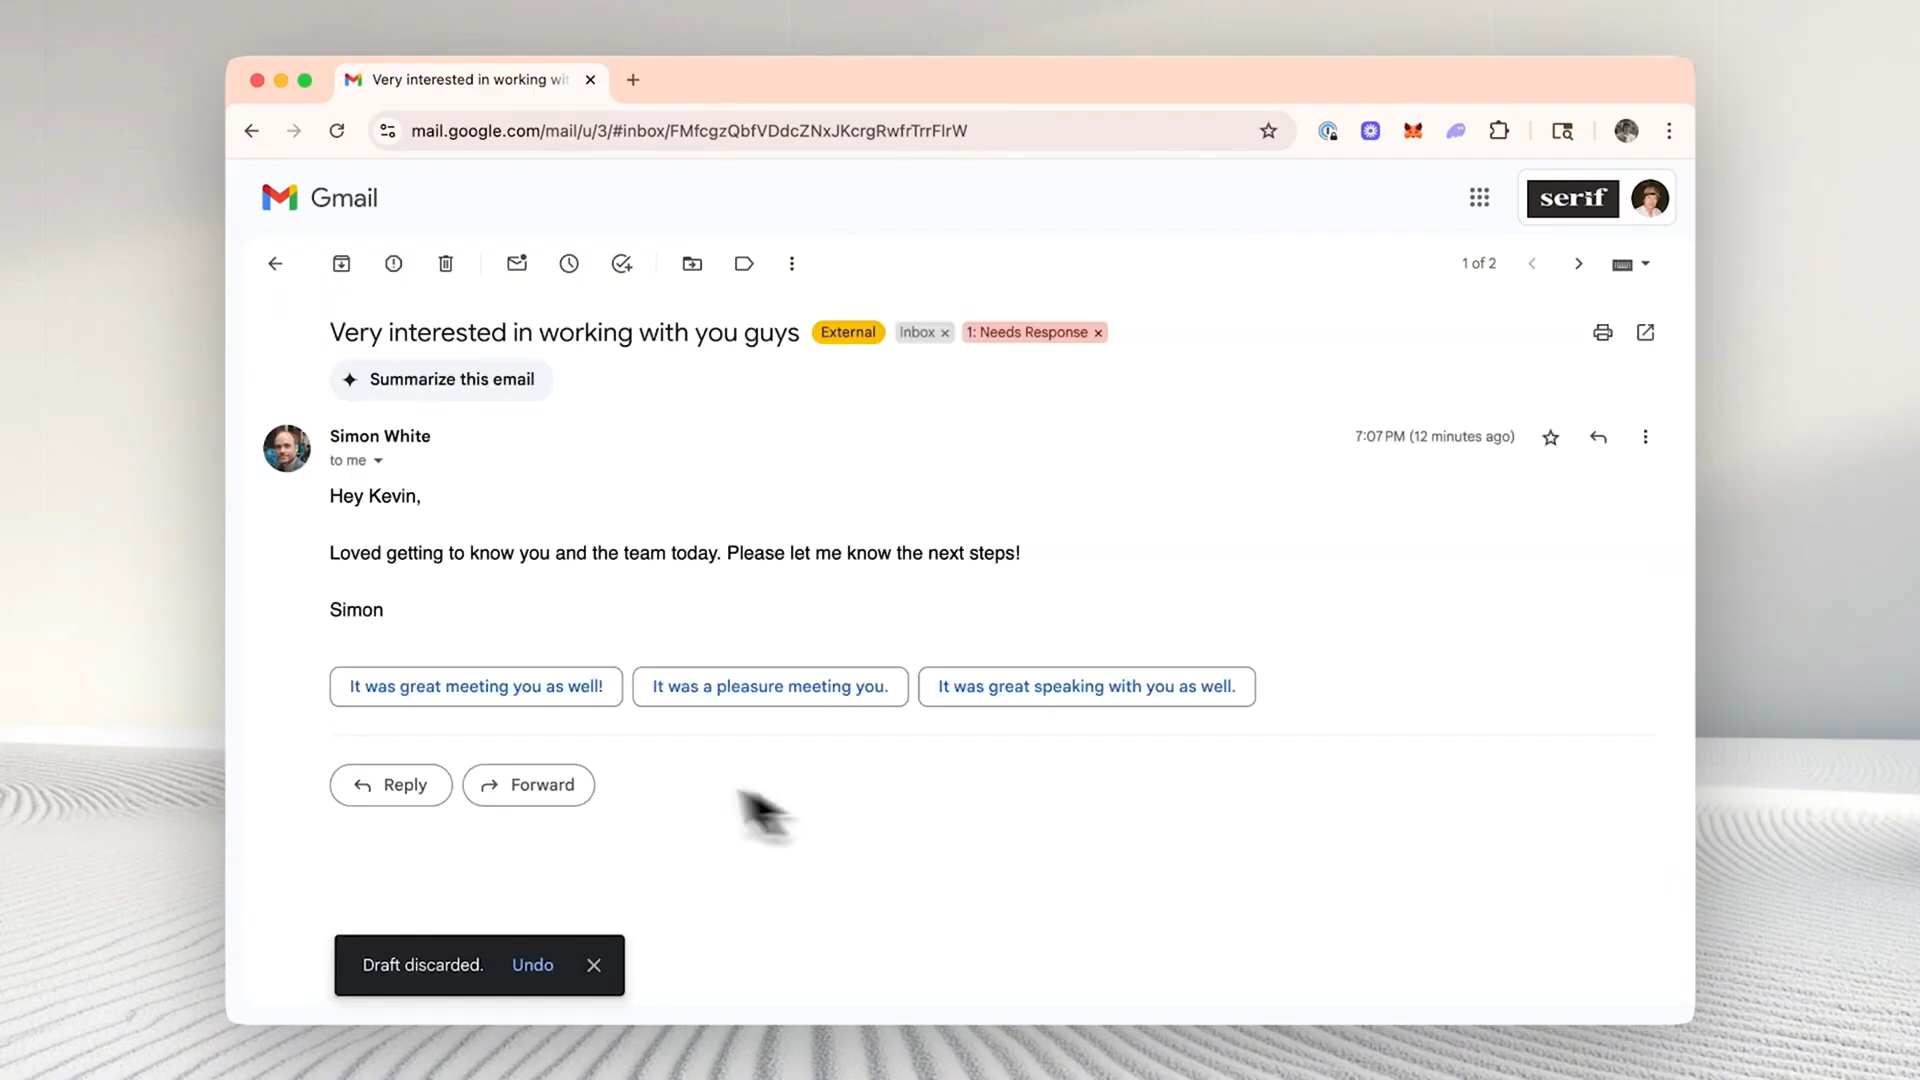 Very interested in working wit
mail.google.com/mail/u/3/#inbox/FMfcgzQbfVDdcZNxJKcrgRwfrTrrFlrW
Gmail
serif
1 of 2
Very interested in working with you guys External Inbox × 1: Needs Response ×
Summarize this email
Simon White
7:07 PM (12 minutes ago)
to me
Hey Kevin,
Loved getting to know you and the team today. Please let me know the next steps!
Simon
It was great meeting you as well! It was a pleasure meeting you. It was great speaking with you as well.
Reply Forward
Draft discarded. Undo